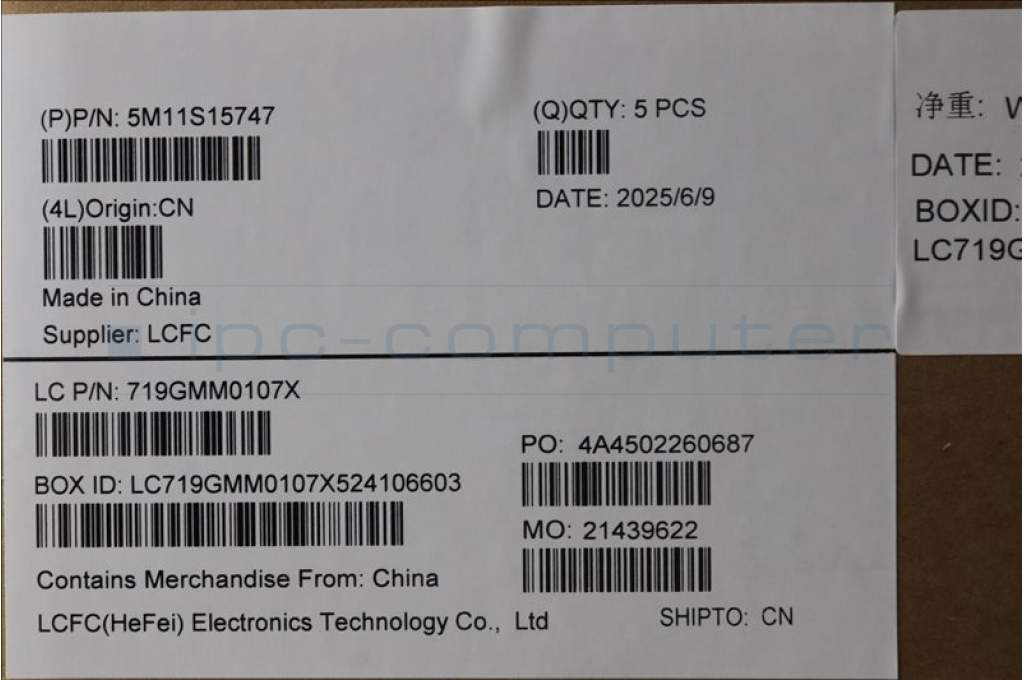 (P)P/N: 5M11S15747
(Q)QTY: 5 PCS
DATE: 2025/6/9
(4L)Origin:CN
Made in China
Supplier: LCFC
ipc-computer
LC P/N: 719GMM0107X
BOX ID: LC719GMM0107X524106603
PO: 4A4502260687
MO: 21439622
Contains Merchandise From: China
LCFC(HeFei) Electronics Technology Co., Ltd
SHIPTO: CN
净重:
DATE:
BOXID: